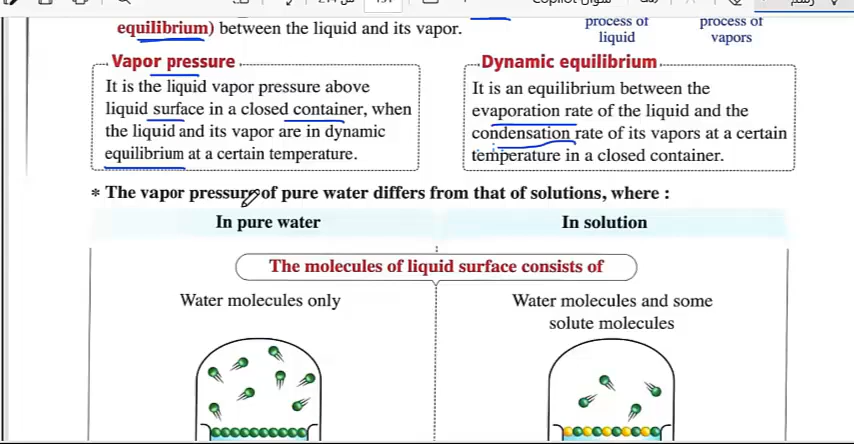 equilibrium) between the liquid and its vapor.
process of
liquid
process of
vapors
Vapor pressure
It is the liquid vapor pressure above
liquid surface in a closed container, when
the liquid and its vapor are in dynamic
equilibrium at a certain temperature.
Dynamic equilibrium
It is an equilibrium between the
evaporation rate of the liquid and the
condensation rate of its vapors at a certain
temperature in a closed container.
* The vapor pressure of pure water differs from that of solutions, where :
In pure water
In solution
The molecules of liquid surface consists of
Water molecules only
Water molecules and some
solute molecules